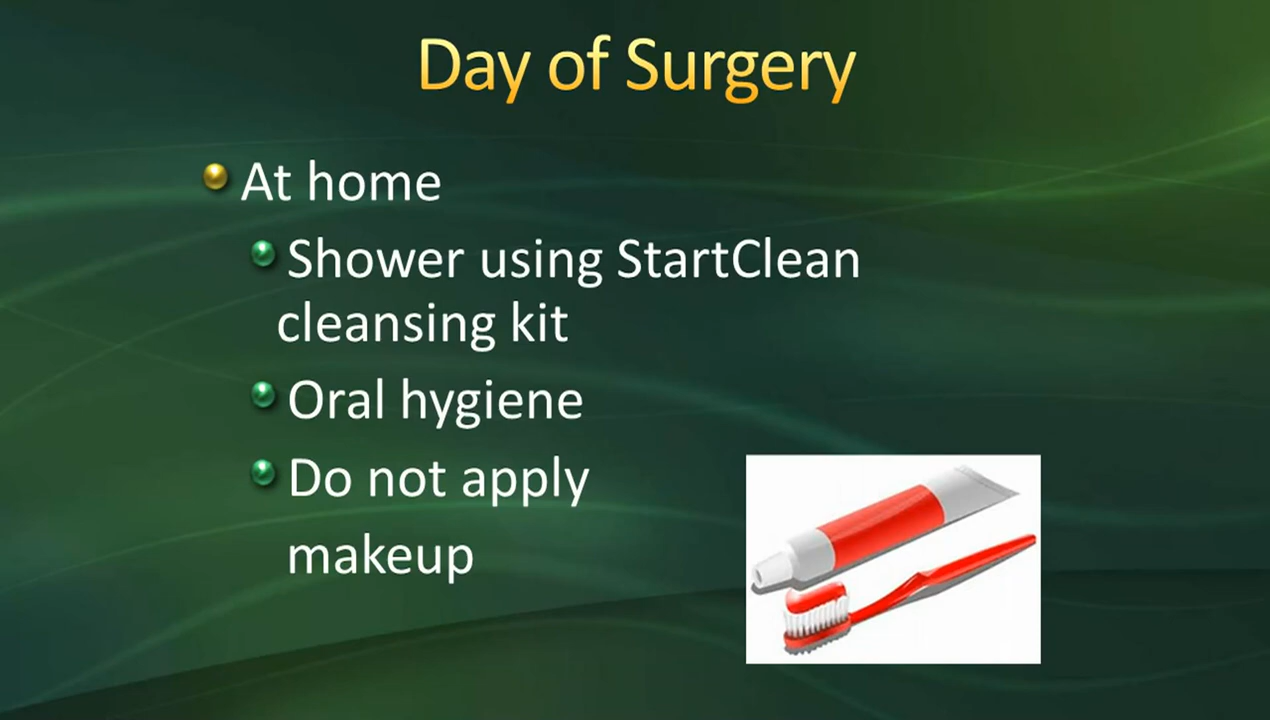 Day of Surgery
At home
Shower using StartClean
cleansing kit
Oral hygiene
Do not apply
makeup